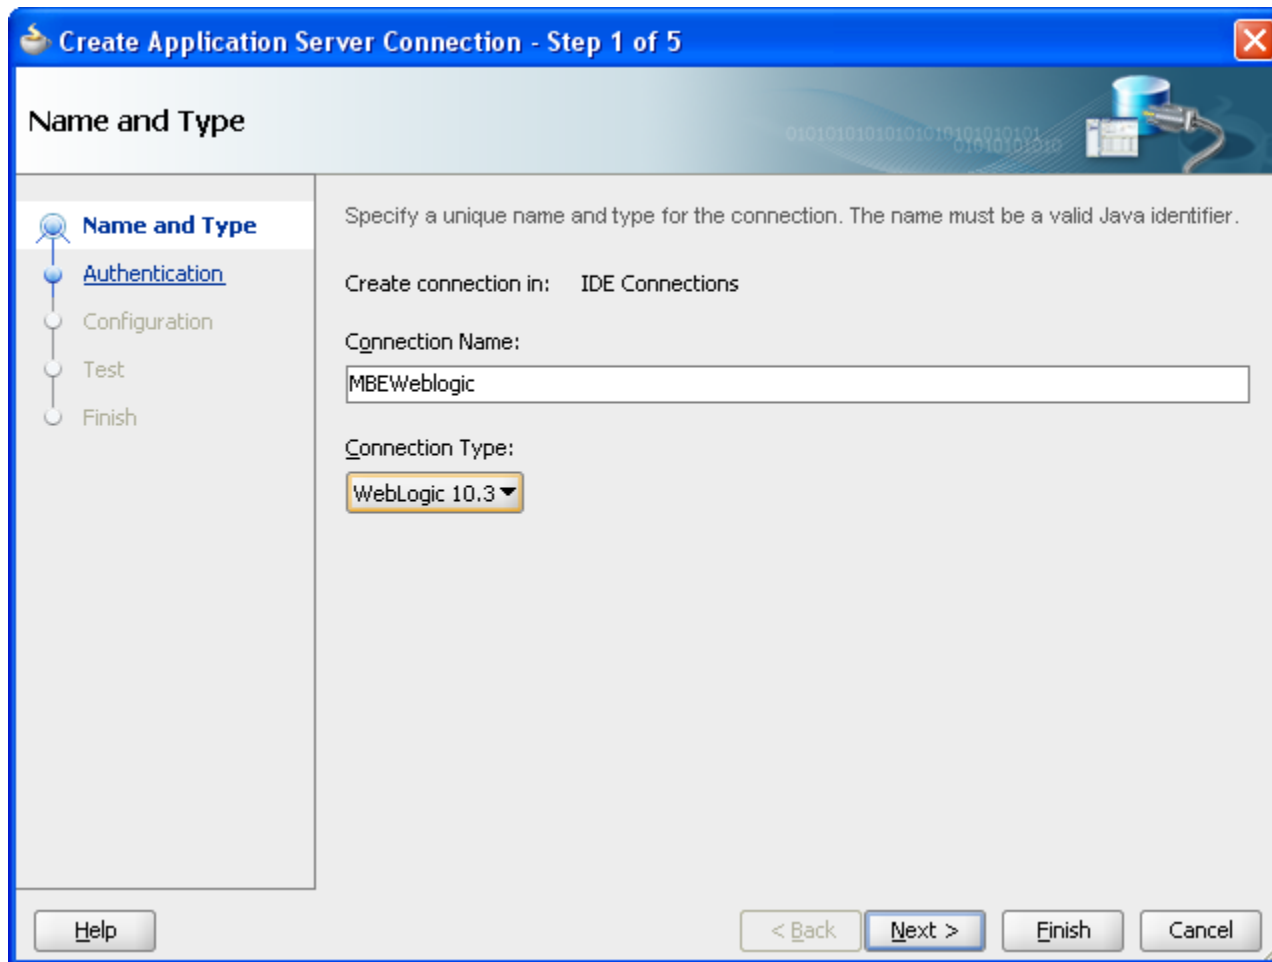 Create Application Server Connection - Step 1 of 5
Name and Type
010101010101010101010101
01010101010
Name and Type
Authentication
Configuration
Test
Finish
Specify a unique name and type for the connection. The name must be a valid Java identifier.
Create connection in: IDE Connections
Connection Name:
MBEWeblogic
Connection Type:
WebLogic 10.3
Help
< Back
Next >
Finish
Cancel